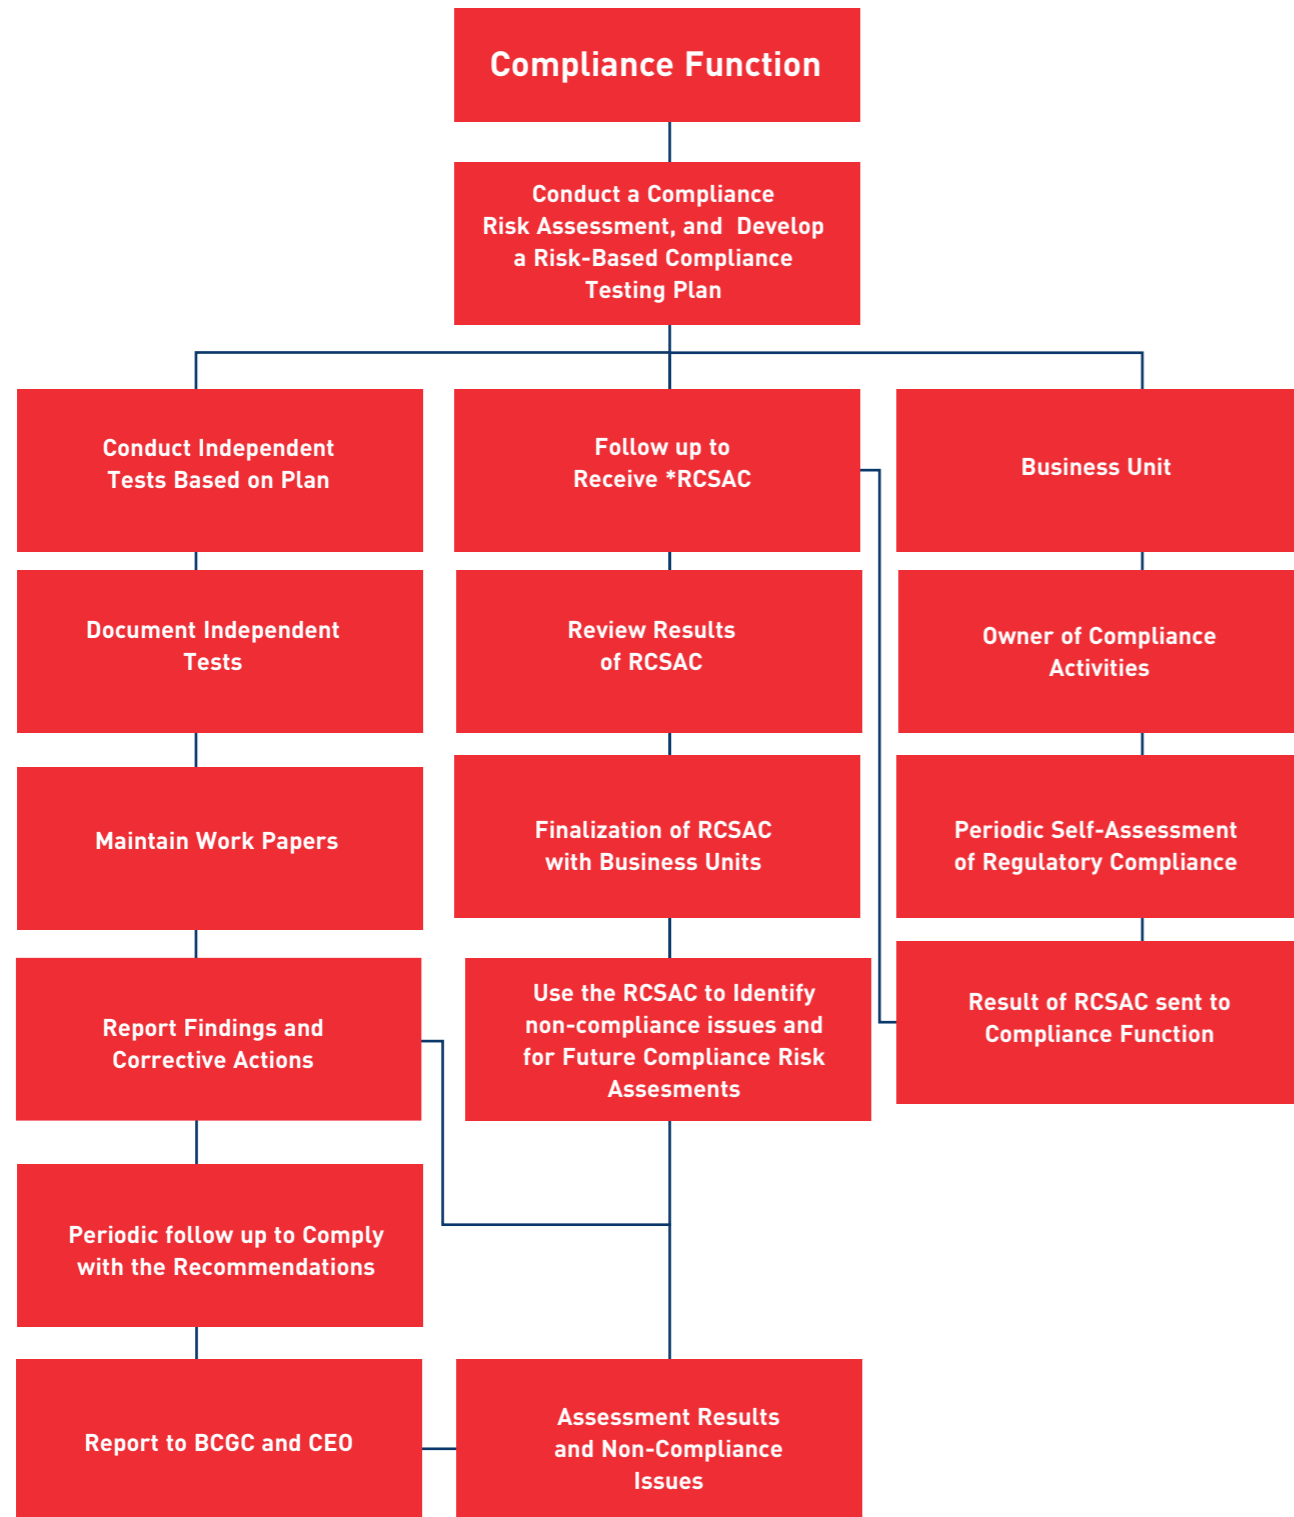 Compliance Function
Conduct a Compliance
Risk Assessment, and Develop
a Risk-Based Compliance
Testing Plan
Conduct Independent
Tests Based on Plan
Follow up to
Receive *RCSAC
Business Unit
Document Independent
Tests
Review Results
of RCSAC
Owner of Compliance
Activities
Maintain Work Papers
Finalization of RCSAC
with Business Units
Periodic Self-Assessment
of Regulatory Compliance
Report Findings and
Corrective Actions
Use the RCSAC to Identify
non-compliance issues and
for Future Compliance Risk
Assesments
Result of RCSAC sent to
Compliance Function
Periodic follow up to Comply
with the Recommendations
Report to BCGC and CEO
Assessment Results
and Non-Compliance
Issues